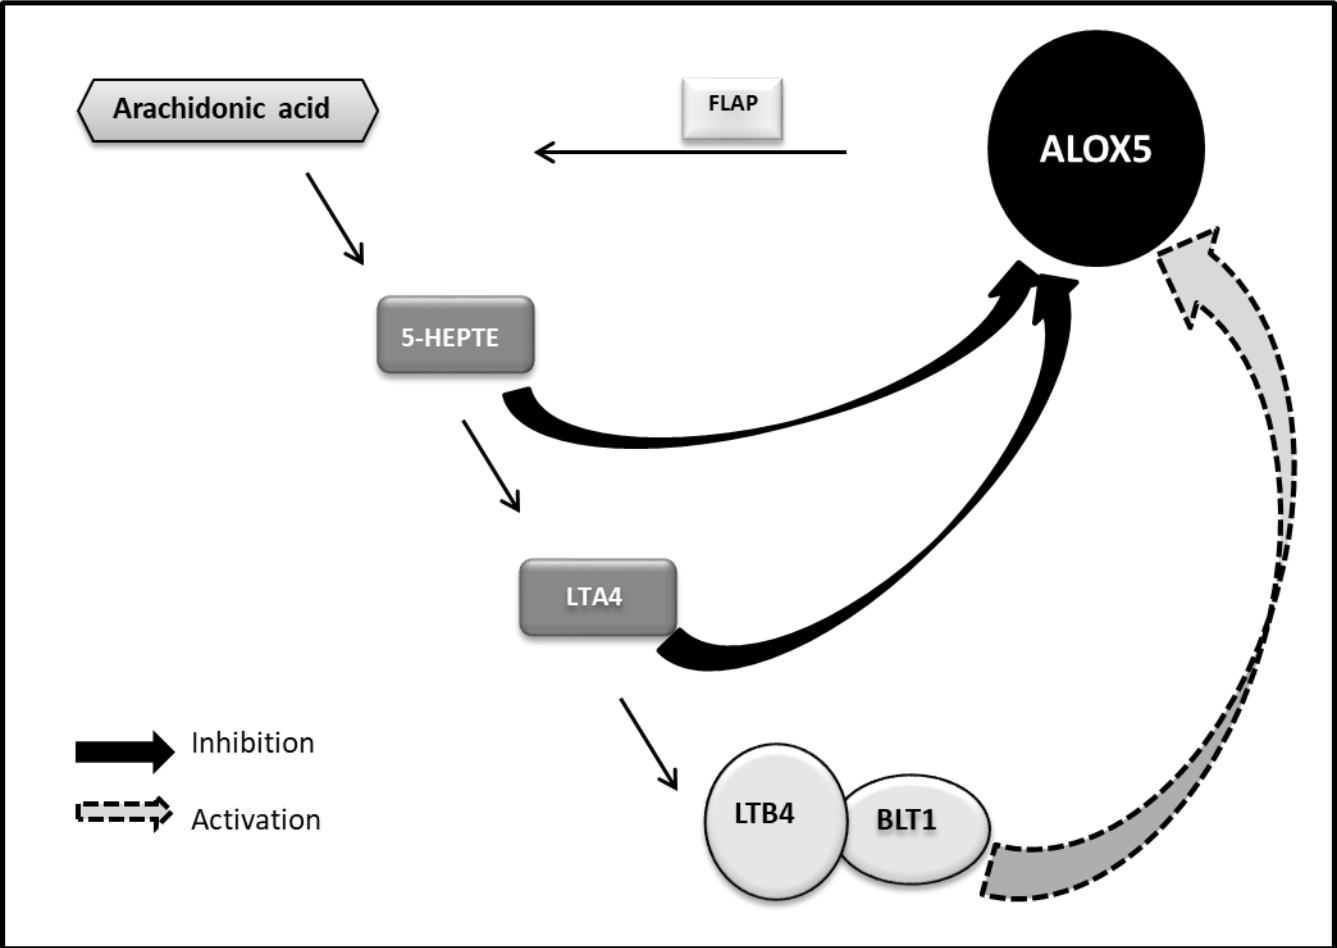 Arachidonic acid
FLAP
ALOX5
5-HEPTE
LTA4
Inhibition
Activation
LTB4
BLT1